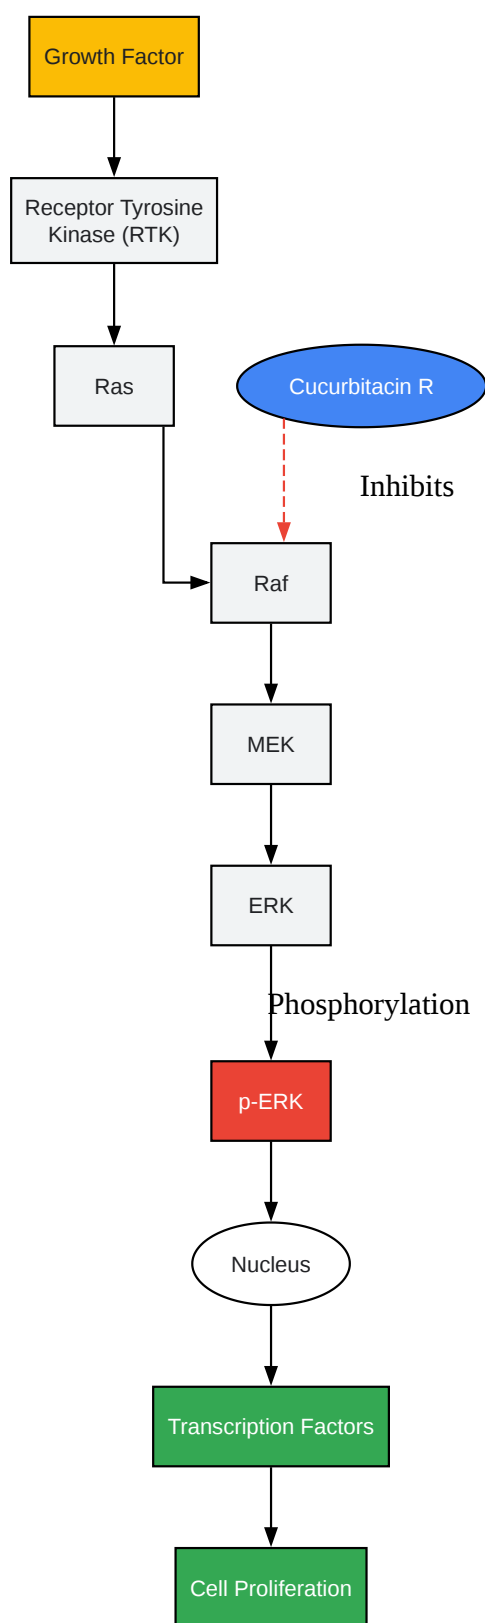 Growth Factor
Receptor Tyrosine
Kinase (RTK)
Ras
Cucurbitacin R
Inhibits
Raf
MEK
ERK
Phosphorylation
p-ERK
Nucleus
Transcription Factors
Cell Proliferation